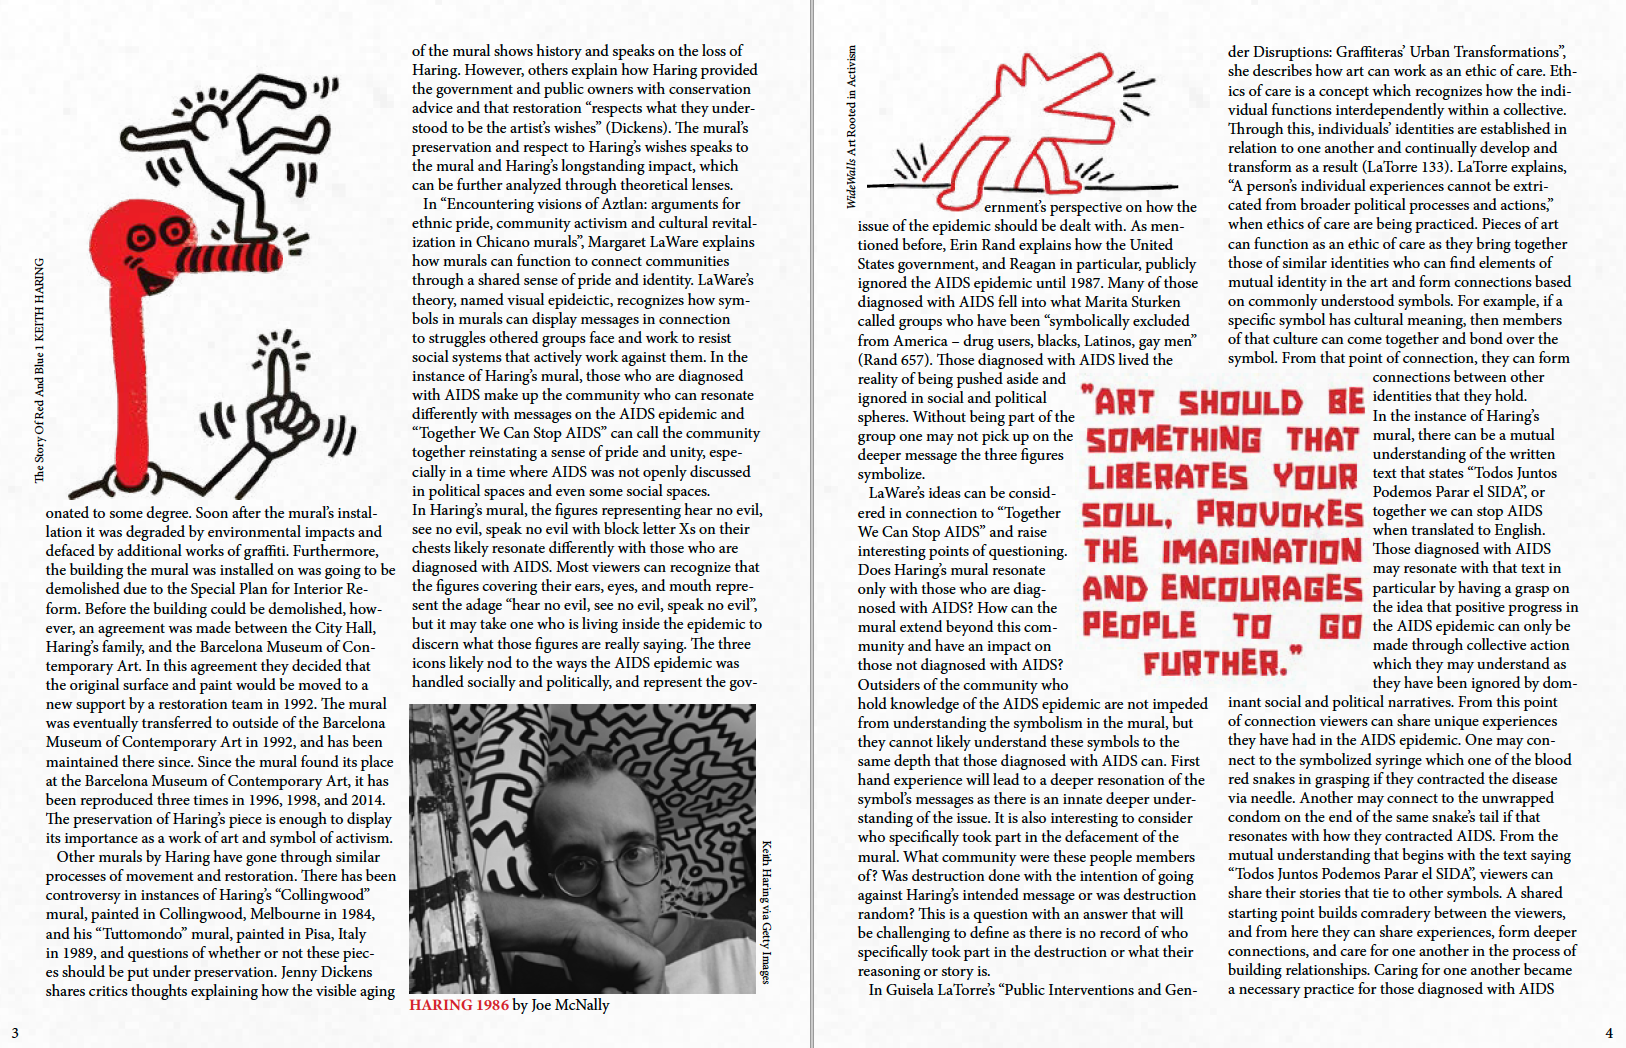 The Story Of Red And Blue 1 KEITH HARING
onated to some degree. Soon after the mural's instal-
lation it was degraded by environmental impacts and
defaced by additional works of graffiti. Furthermore,
the building the mural was installed on was going to be
demolished due to the Special Plan for Interior Re-
form. Before the building could be demolished, how-
ever, an agreement was made between the City Hall,
Haring's family, and the Barcelona Museum of Con-
temporary Art. In this agreement they decided that
the original surface and paint would be moved to a
new support by a restoration team in 1992. The mural
was eventually transferred to outside of the Barcelona
Museum of Contemporary Art in 1992, and has been
maintained there since. Since the mural found its place
at the Barcelona Museum of Contemporary Art, it has
been reproduced three times in 1996, 1998, and 2014.
The preservation of Haring's piece is enough to display
its importance as a work of art and symbol of activism.
Other murals by Haring have gone through similar
processes of movement and restoration. There has been
controversy in instances of Haring's “Collingwood”
mural, painted in Collingwood, Melbourne in 1984,
and his “Tuttomondo” mural, painted in Pisa, Italy
in 1989, and questions of whether or not these piec-
es should be put under preservation. Jenny Dickens
shares critics thoughts explaining how the visible aging
of the mural shows history and speaks on the loss of
Haring. However, others explain how Haring provided
the government and public owners with conservation
advice and that restoration “respects what they under-
stood to be the artist's wishes” (Dickens). The mural's
preservation and respect to Haring's wishes speaks to
the mural and Haring's longstanding impact, which
can be further analyzed through theoretical lenses.
In “Encountering visions of Aztlan: arguments for
ethnic pride, community activism and cultural revital-
ization in Chicano murals”, Margaret LaWare explains
how murals can function to connect communities
through a shared sense of pride and identity. LaWare's
theory, named visual epideictic, recognizes how sym-
bols in murals can display messages in connection
to struggles othered groups face and work to resist
social systems that actively work against them. In the
instance of Haring's mural, those who are diagnosed
with AIDS make up the community who can resonate
differently with messages on the AIDS epidemic and
“Together We Can Stop AIDS” can call the community
together reinstating a sense of pride and unity, espe-
cially in a time where AIDS was not openly discussed
in political spaces and even some social spaces.
In Haring's mural, the figures representing hear no evil,
see no evil, speak no evil with block letter Xs on their
chests likely resonate differently with those who are
diagnosed with AIDS. Most viewers can recognize that
the figures covering their ears, eyes, and mouth repre-
sent the adage “hear no evil, see no evil, speak no evil”,
but it may take one who is living inside the epidemic to
discern what those figures are really saying. The three
icons likely nod to the ways the AIDS epidemic was
handled socially and politically, and represent the gov-
Keith Haring via Getty Images
HARING 1986 by Joe McNally
3
WideWalls Art Rooted in Activism
ernment's perspective on how the
issue of the epidemic should be dealt with. As men-
tioned before, Erin Rand explains how the United
States government, and Reagan in particular, publicly
ignored the AIDS epidemic until 1987. Many of those
diagnosed with AIDS fell into what Marita Sturken
called groups who have been “symbolically excluded
from America – drug users, blacks, Latinos, gay men”
(Rand 657). Those diagnosed with AIDS lived the
reality of being pushed aside and
ignored in social and political
spheres. Without being part of the
group one may not pick up on the
deeper message the three figures
symbolize.
LaWare's ideas can be consid-
ered in connection to “Together
We Can Stop AIDS” and raise
interesting points of questioning.
Does Haring's mural resonate
only with those who are diag-
nosed with AIDS? How can the
mural extend beyond this com-
munity and have an impact on
those not diagnosed with AIDS?
Outsiders of the community who
hold knowledge of the AIDS epidemic are not impeded
from understanding the symbolism in the mural, but
they cannot likely understand these symbols to the
same depth that those diagnosed with AIDS can. First
hand experience will lead to a deeper resonation of the
symbol's messages as there is an innate deeper under-
standing of the issue. It is also interesting to consider
who specifically took part in the defacement of the
mural. What community were these people members
of? Was destruction done with the intention of going
against Haring's intended message or was destruction
random? This is a question with an answer that will
be challenging to define as there is no record of who
specifically took part in the destruction or what their
reasoning or story is.
In Guisela LaTorre's “Public Interventions and Gen-
"ART SHOULD BE
SOMETHING THAT
LIBERATES YOUR
SOUL, PROVOKES
THE IMAGINATION
AND ENCOURAGES
PEOPLE TO GO
FURTHER."
der Disruptions: Graffiteras' Urban Transformations”,
she describes how art can work as an ethic of care. Eth-
ics of care is a concept which recognizes how the indi-
vidual functions interdependently within a collective.
Through this, individuals' identities are established in
relation to one another and continually develop and
transform as a result (LaTorre 133). LaTorre explains,
“A person's individual experiences cannot be extri-
cated from broader political processes and actions,”
when ethics of care are being practiced. Pieces of art
can function as an ethic of care as they bring together
those of similar identities who can find elements of
mutual identity in the art and form connections based
on commonly understood symbols. For example, if a
specific symbol has cultural meaning, then members
of that culture can come together and bond over the
symbol. From that point of connection, they can form
connections between other
identities that they hold.
In the instance of Haring's
mural, there can be a mutual
understanding of the written
text that states “Todos Juntos
Podemos Parar el SIDA”, or
together we can stop AIDS
when translated to English.
Those diagnosed with AIDS
may resonate with that text in
particular by having a grasp on
the idea that positive progress in
the AIDS epidemic can only be
made through collective action
which they may understand as
they have been ignored by dom-
inant social and political narratives. From this point
of connection viewers can share unique experiences
they have had in the AIDS epidemic. One may con-
nect to the symbolized syringe which one of the blood
red snakes in grasping if they contracted the disease
via needle. Another may connect to the unwrapped
condom on the end of the same snake's tail if that
resonates with how they contracted AIDS. From the
mutual understanding that begins with the text saying
“Todos Juntos Podemos Parar el SIDA”, viewers can
share their stories that tie to other symbols. A shared
starting point builds comradery between the viewers,
and from here they can share experiences, form deeper
connections, and care for one another in the process of
building relationships. Caring for one another became
a necessary practice for those diagnosed with AIDS
4